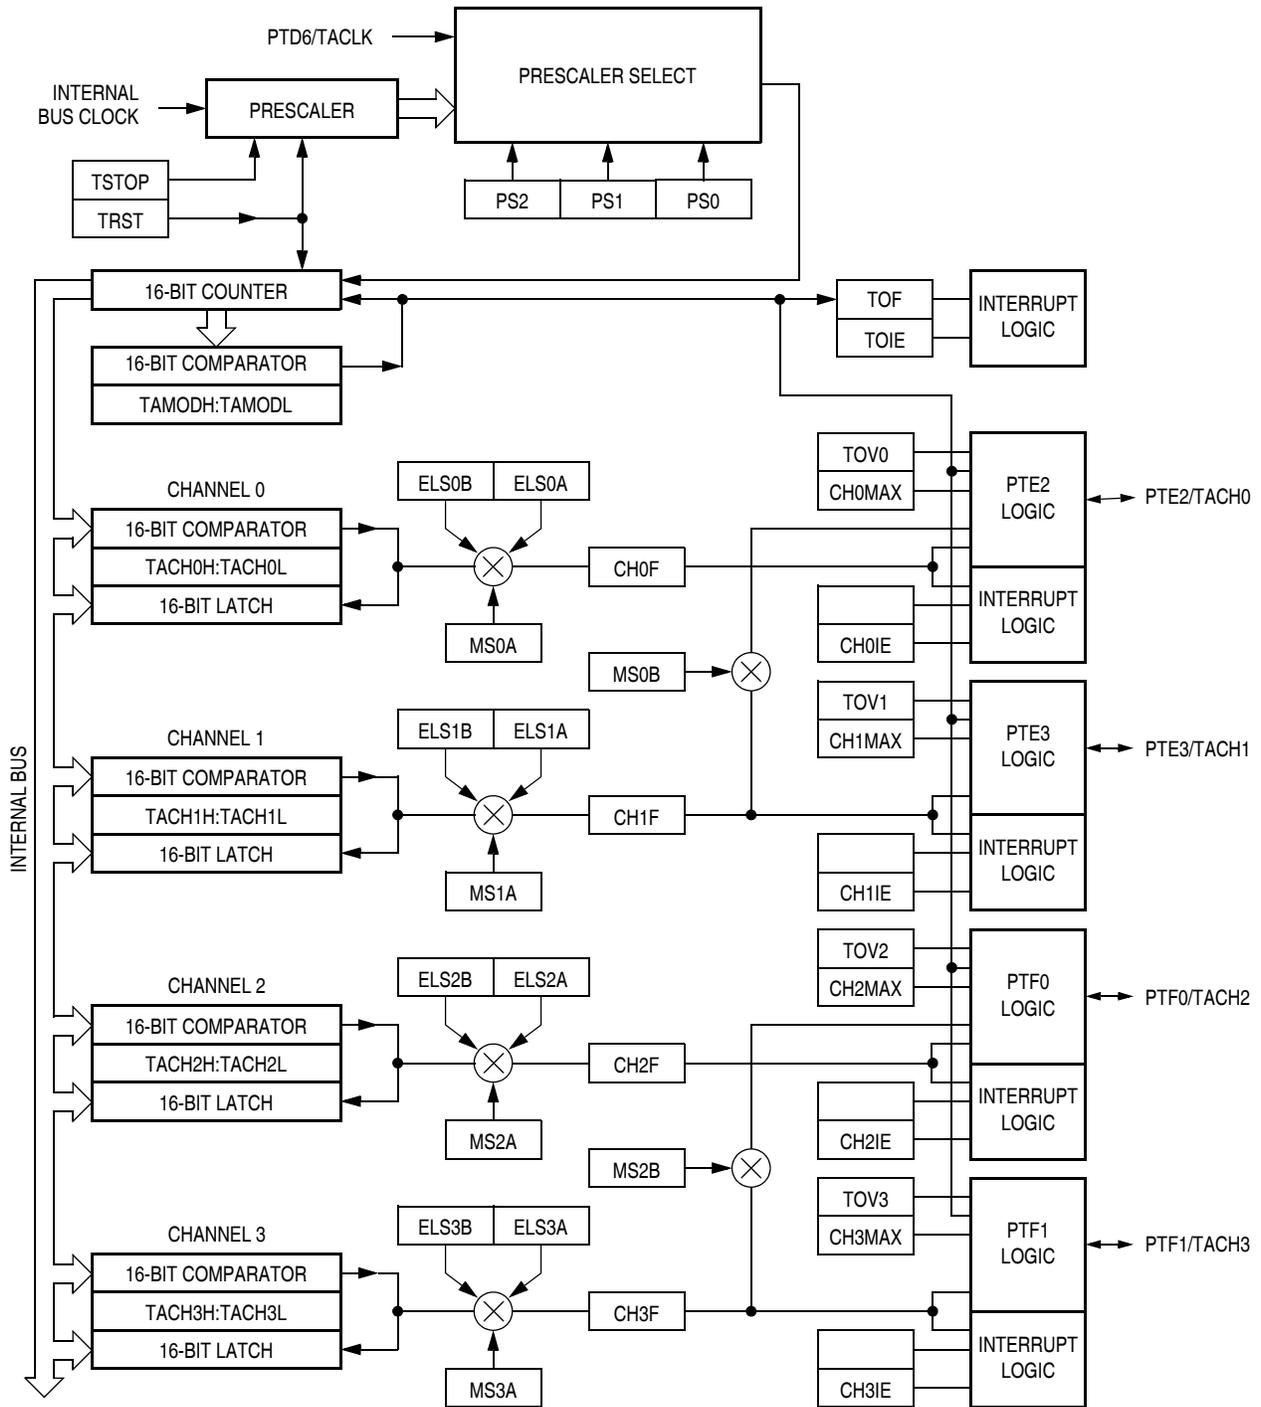 PTD6/TACLK
PRESCALER SELECT
INTERNAL
BUS CLOCK
PRESCALER
TSTOP
TRST
PS2
PS1
PS0
16-BIT COUNTER
16-BIT COMPARATOR
TAMODH:TAMODL
TOF
TOIE
INTERRUPT
LOGIC
INTERNAL BUS
CHANNEL 0
16-BIT COMPARATOR
TACH0H:TACH0L
16-BIT LATCH
ELS0B
ELS0A
MS0A
CH0F
MS0B
TOV0
CH0MAX
PTE2
LOGIC
PTE2/TACH0
CH0IE
INTERRUPT
LOGIC
CHANNEL 1
16-BIT COMPARATOR
TACH1H:TACH1L
16-BIT LATCH
ELS1B
ELS1A
MS1A
CH1F
TOV1
CH1MAX
PTE3
LOGIC
PTE3/TACH1
CH1IE
INTERRUPT
LOGIC
CHANNEL 2
16-BIT COMPARATOR
TACH2H:TACH2L
16-BIT LATCH
ELS2B
ELS2A
MS2A
CH2F
MS2B
TOV2
CH2MAX
PTF0
LOGIC
PTF0/TACH2
CH2IE
INTERRUPT
LOGIC
CHANNEL 3
16-BIT COMPARATOR
TACH3H:TACH3L
16-BIT LATCH
ELS3B
ELS3A
MS3A
CH3F
TOV3
CH3MAX
PTF1
LOGIC
PTF1/TACH3
CH3IE
INTERRUPT
LOGIC